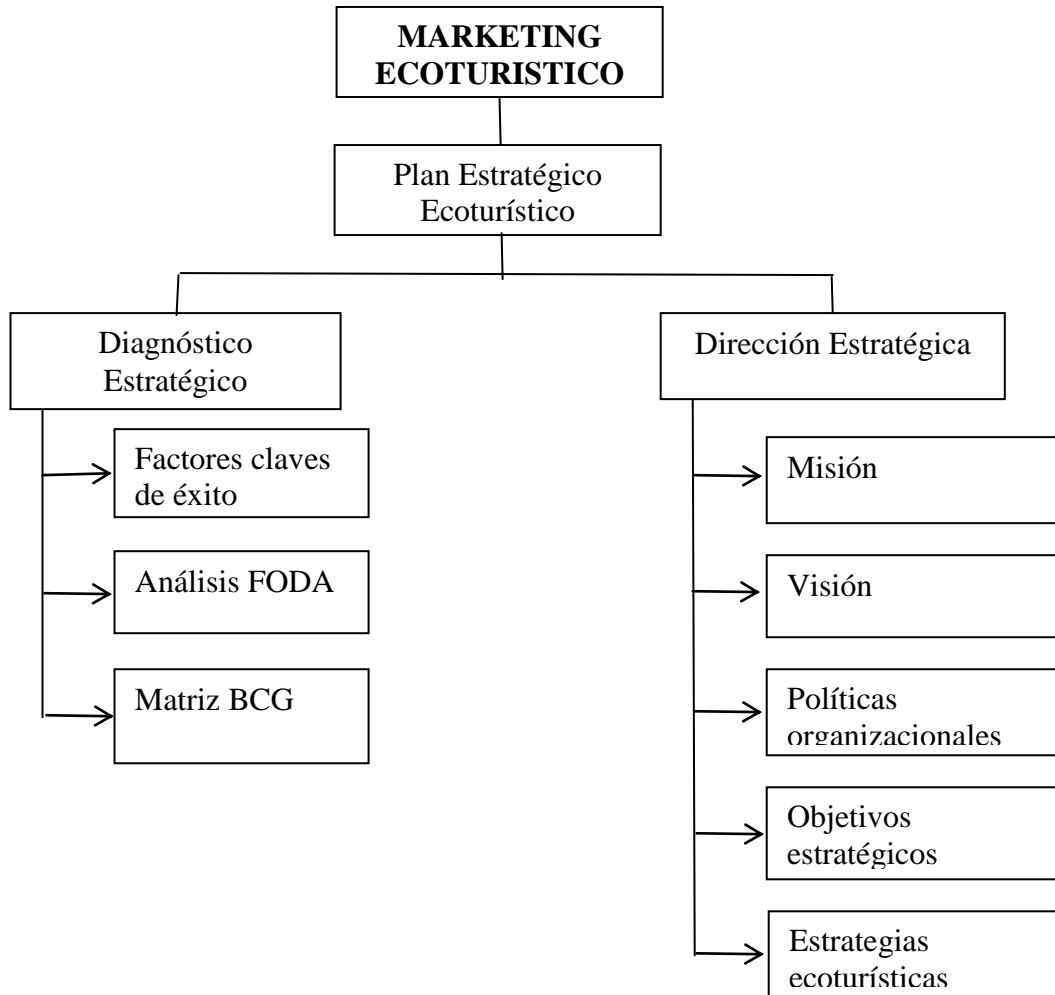 MARKETING
ECOTURISTICO
Plan Estratégico
Ecoturístico
Diagnóstico
Estratégico
Factores claves
de éxito
Análisis FODA
Matriz BCG
Dirección Estratégica
Misión
Visión
Políticas
organizacionales
Objetivos
estratégicos
Estrategias
ecoturísticas